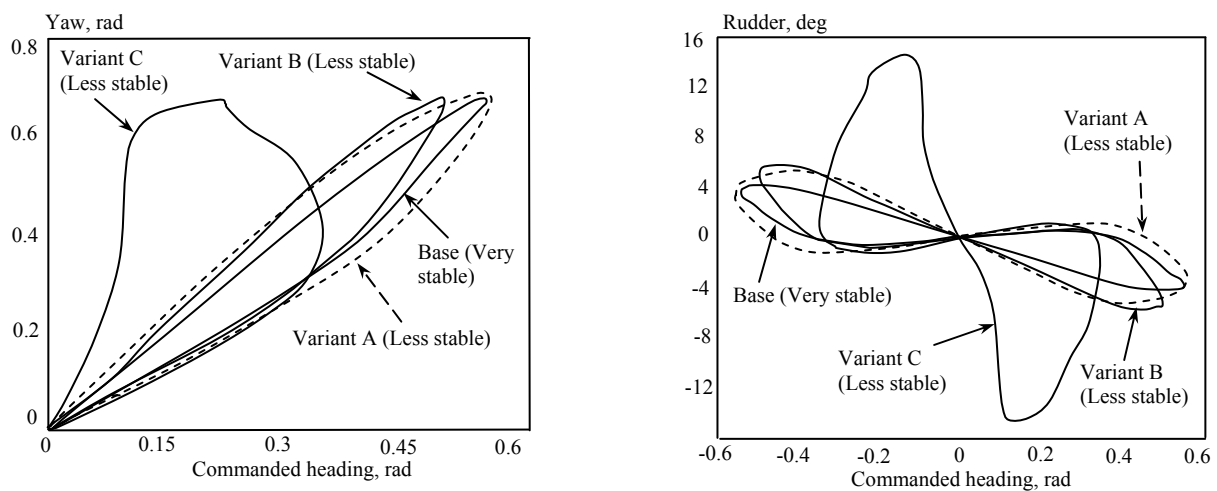 Yaw, rad
0.8
0.6
0.4
0.2
0
0
0.15
0.3
0.45
0.6
Commanded heading, rad
Variant C
(Less stable)
Variant B (Less stable)
Base (Very
stable)
Variant A (Less stable)
Rudder, deg
16
12
8
4
0
-4
-8
-12
-0.6
-0.4
-0.2
0
0.2
0.4
0.6
Commanded heading, rad
Variant A
(Less stable)
Base (Very stable)
Variant C
(Less stable)
Variant B
(Less stable)